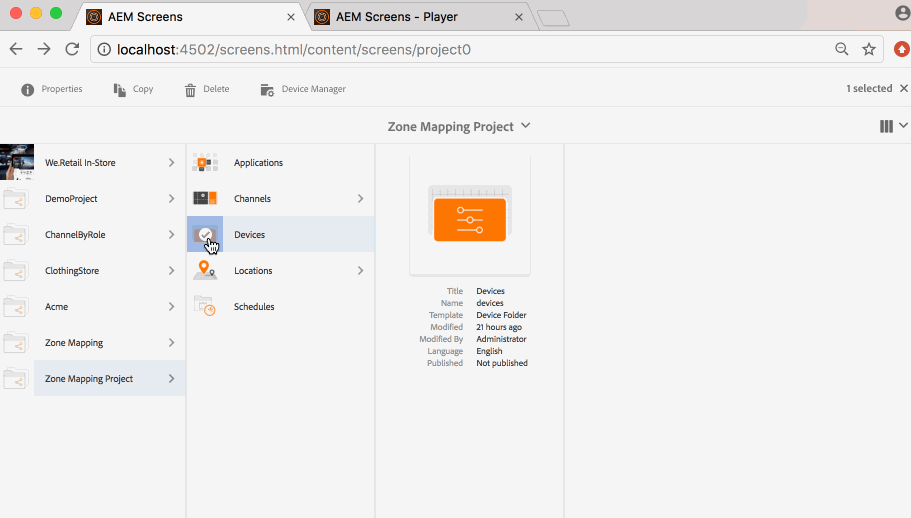 AEM Screens
AEM Screens - Player
localhost:4502/screens.html/content/screens/project0
Properties
Copy
Delete
Device Manager
1 selected
Zone Mapping Project
We.Retail In-Store
DemoProject
ChannelByRole
ClothingStore
Acme
Zone Mapping
Zone Mapping Project
Applications
Channels
Devices
Locations
Schedules
Title Devices
Name devices
Template Device Folder
Modified 21 hours ago
Modified By Administrator
Language English
Published Not published